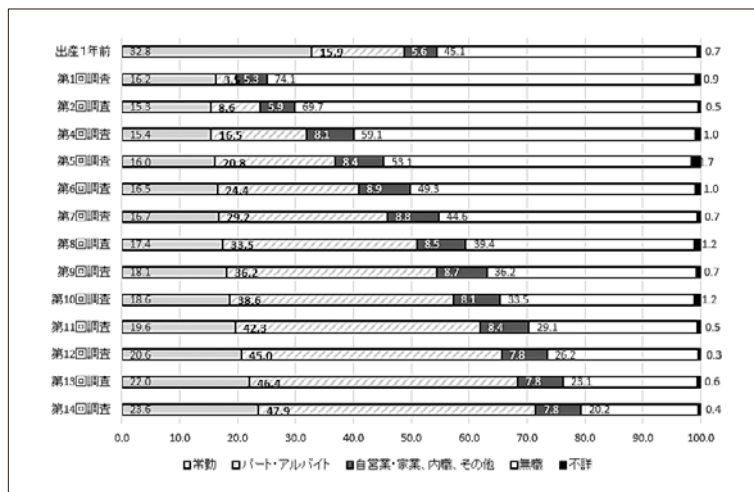 出産1年前 32.8 15.9 5.6 45.1 0.7
第1回調査 16.2 5.3 74.1 0.9
第2回調査 15.3 8.6 5.9 69.7 0.5
第4回調査 15.4 16.5 8.1 59.1 1.0
第5回調査 16.0 20.8 8.4 53.1 1.7
第6回調査 16.5 24.4 8.9 49.3 1.0
第7回調査 16.7 29.2 8.8 44.6 0.7
第8回調査 17.4 33.5 8.5 39.4 1.2
第9回調査 18.1 36.2 8.7 36.2 0.7
第10回調査 18.6 38.6 8.1 33.5 1.2
第11回調査 19.6 42.3 8.4 29.1 0.5
第12回調査 20.6 45.0 7.8 26.2 0.3
第13回調査 22.0 46.4 7.8 23.1 0.6
第14回調査 23.6 47.9 7.8 20.2 0.4
0.0 10.0 20.0 30.0 40.0 50.0 60.0 70.0 80.0 90.0 100.0
常勤 パート・アルバイト 自営業・家業、内職、その他 無職 不詳